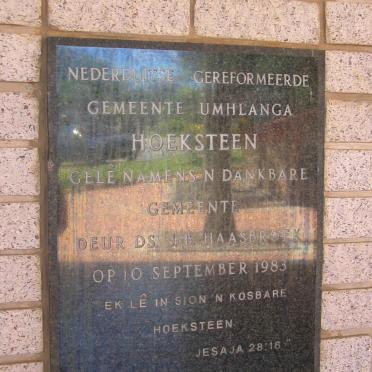 NEDERDUITSE GEREFORMEERDE
GEMEENTE UMHLANGA
HOEKSTEEN
GELÊ NAMENS 'N DANKBARE
GEMEENTE
DEUR DS. HAASBROEK
OP 10 SEPTEMBER 1983
"EK LÊ IN SION 'N KOSBARE
HOEKSTEEN
JESAJA 28:16"